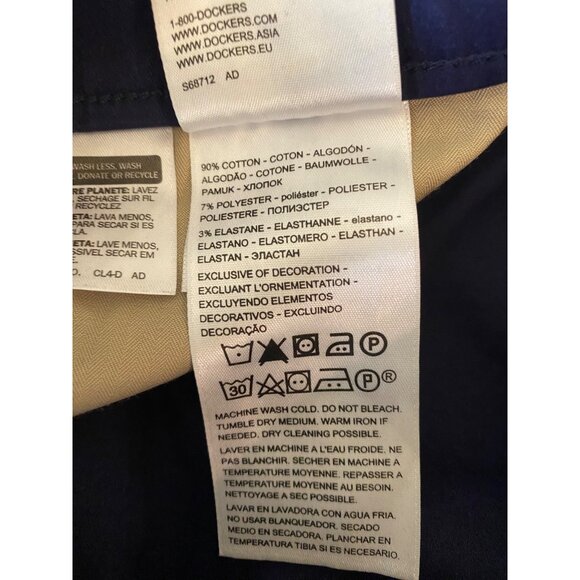 1-800-DOCKERS
WWW.DOCKERS.COM
WWW.DOCKERS.ASIA
WWW.DOCKERS.EU
S68712 AD
WASH LESS, WASH
DONATE OR RECYCLE
PLANETE: LAVEZ
SECHAGE SUR FIL
RECYCLEZ
LAVA MENOS,
PARA SECAR SI ES
LAVE MENOS,
SECAR EM
CL4-D AD
90% COTTON - COTON - ALGODÓN -
ALGODÃO - COTONE - BAUMWOLLE -
PAMUK - ХЛОПОК
7% POLYESTER - poliéster - POLIESTER -
POLIESTERE - ПОЛИЭСТЕР
3% ELASTANE - ELASTHANNE - elastano -
ELASTANO - ELASTOMERO - ELASTHAN -
ELASTAN - ЭЛАСТАН
EXCLUSIVE OF DECORATION -
EXCLUANT L'ORNEMENTATION -
EXCLUYENDO ELEMENTOS
DECORATIVOS - EXCLUINDO
DECORAÇÃO
P
30 P ®
MACHINE WASH COLD. DO NOT BLEACH.
TUMBLE DRY MEDIUM. WARM IRON IF
NEEDED. DRY CLEANING POSSIBLE.
LAVER EN MACHINE A L'EAU FROIDE. NE
PAS BLANCHIR. SECHER EN MACHINE A
TEMPERATURE MOYENNE. REPASSER A
TEMPERATURE MOYENNE AU BESOIN.
NETTOYAGE A SEC POSSIBLE.
LAVAR EN LAVADORA CON AGUA FRIA.
NO USAR BLANQUEADOR. SECADO
MEDIO EN SECADORA, PLANCHAR EN
TEMPERATURA TIBIA SI ES NECESARIO.